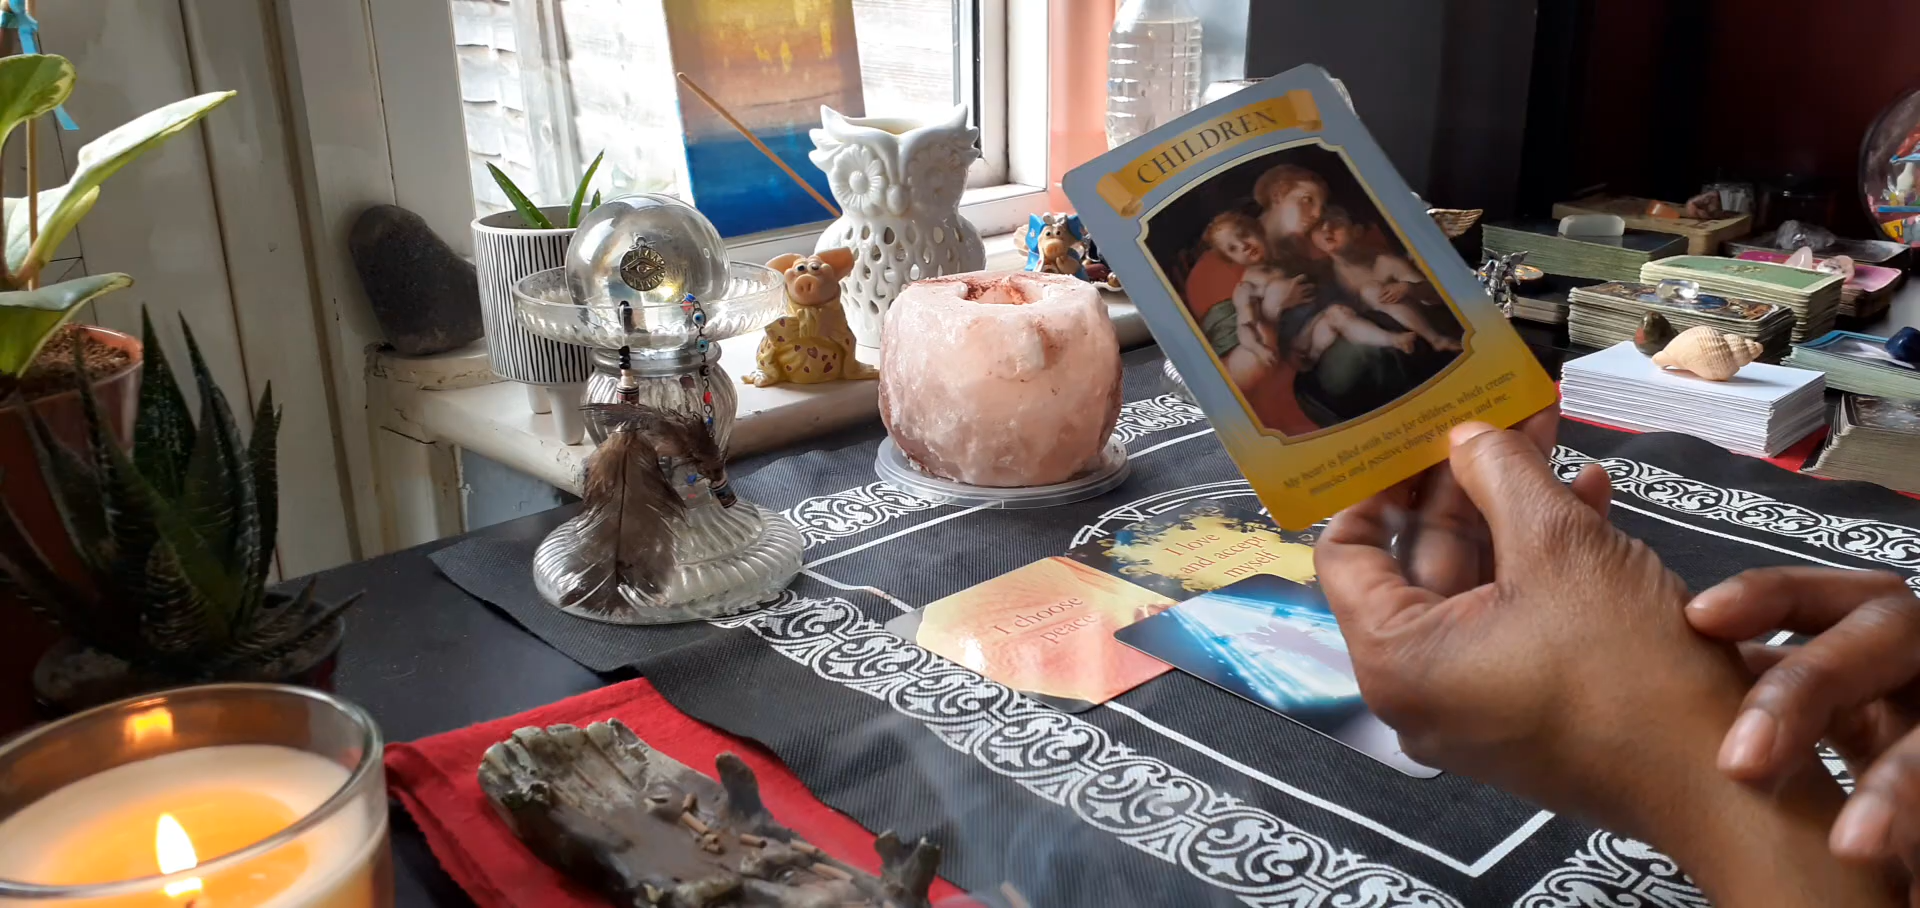 CHILDREN
My heart is filled with love for children, which creates
miracles and positive change for them and me.
I love
and accept
myself
I choose
peace